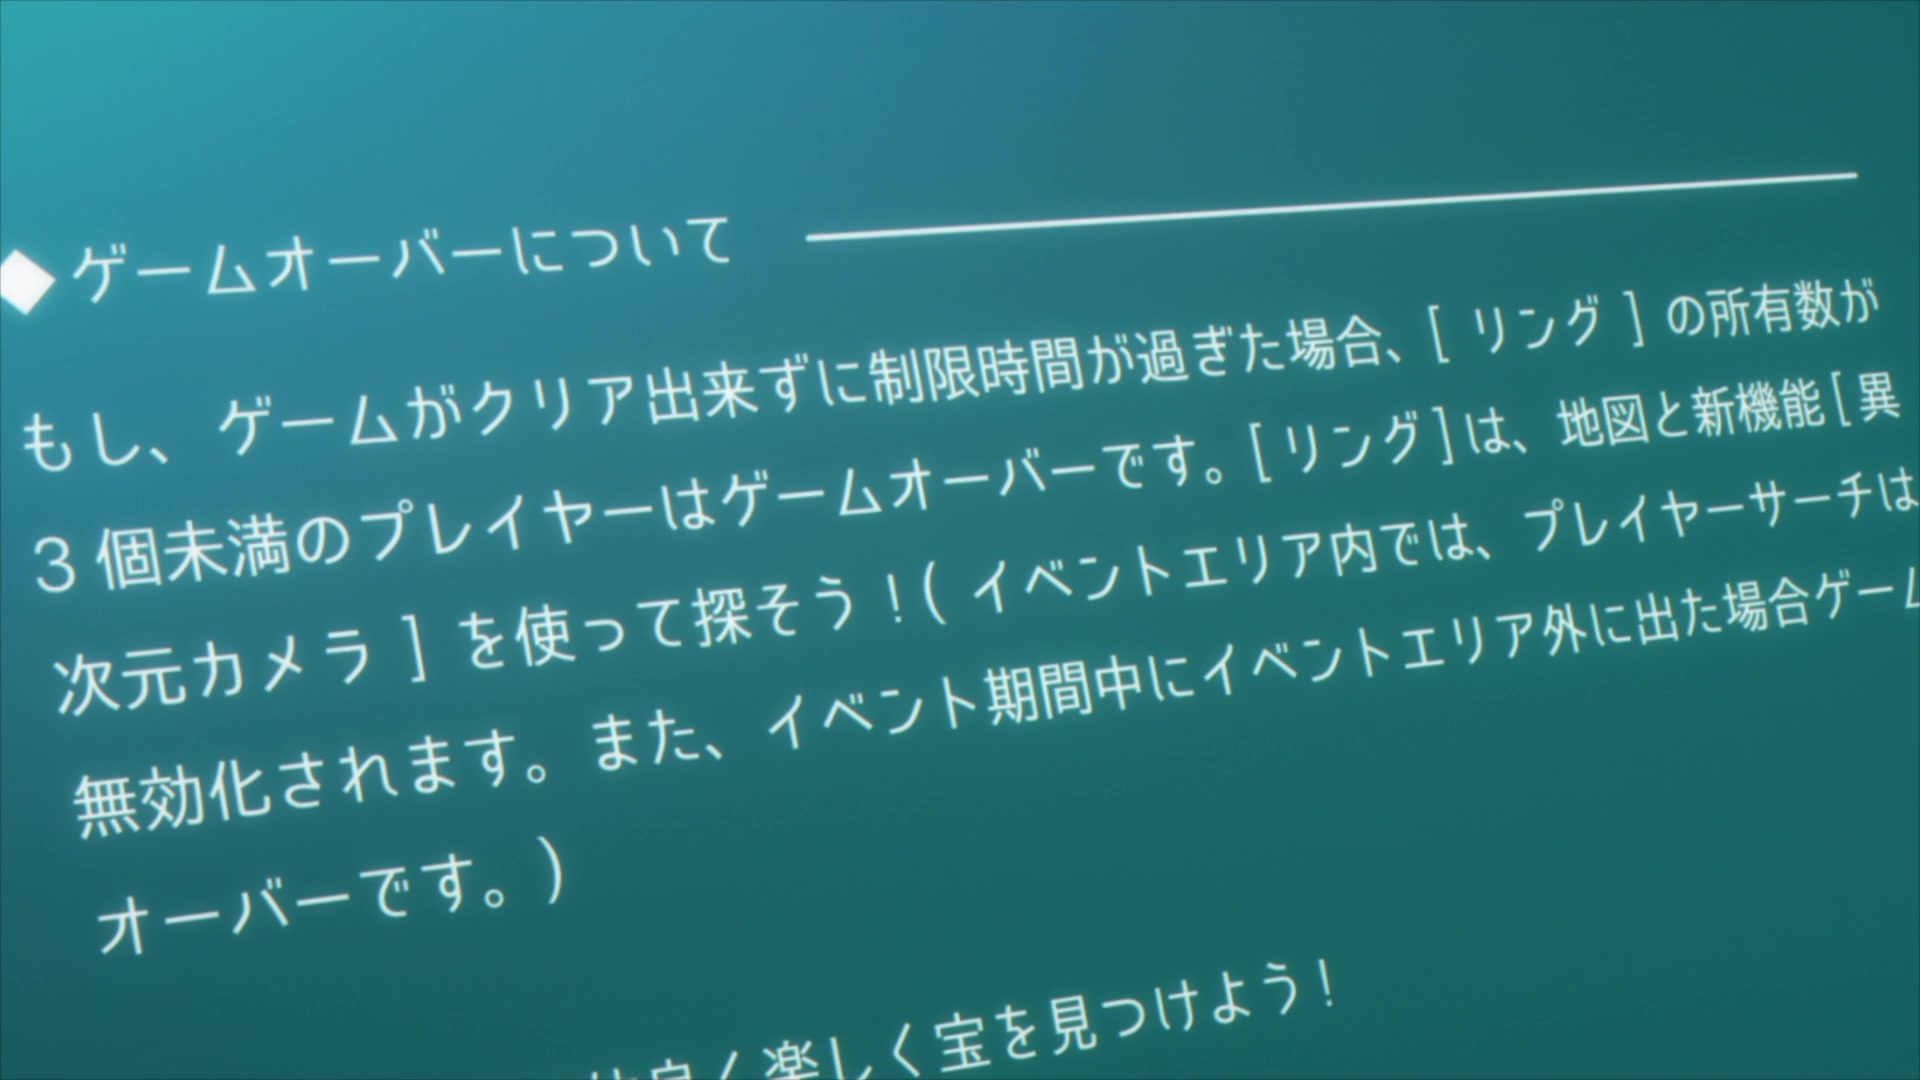 ◆ゲームオーバーについて
もし、ゲームがクリア出来ずに制限時間が過ぎた場合、[リング]の所有数が
3個未満のプレイヤーはゲームオーバーです。[リング]は、地図と新機能[異
次元カメラ]を使って探そう！(イベントエリア内では、プレイヤーサーチは
無効化されます。また、イベント期間中にイベントエリア外に出た場合ゲーム
オーバーです。)
仲良く楽しく宝を見つけよう！